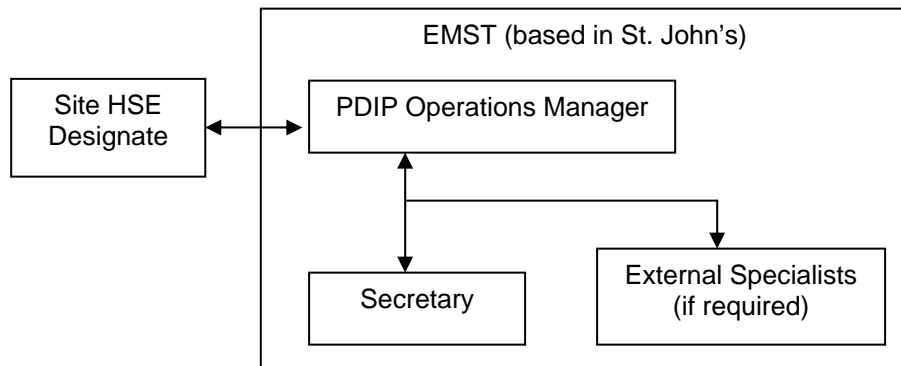 EMST (based in St. John's)
Site HSE
Designate
PDIP Operations Manager
Secretary
External Specialists
(if required)